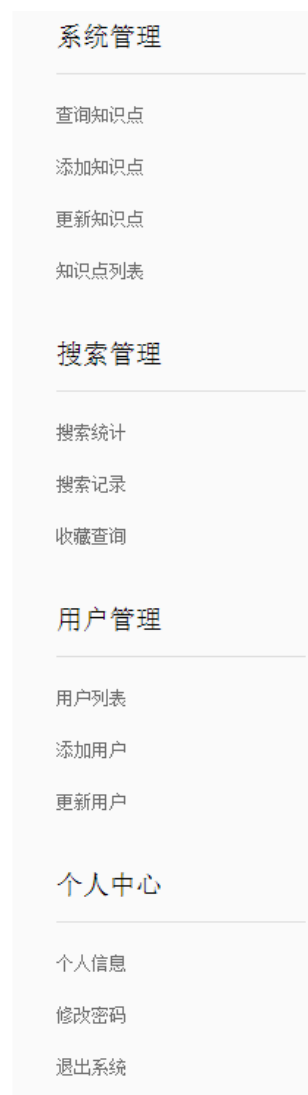 系统管理
查询知识点
添加知识点
更新知识点
知识点列表
搜索管理
搜索统计
搜索记录
收藏查询
用户管理
用户列表
添加用户
更新用户
个人中心
个人信息
修改密码
退出系统